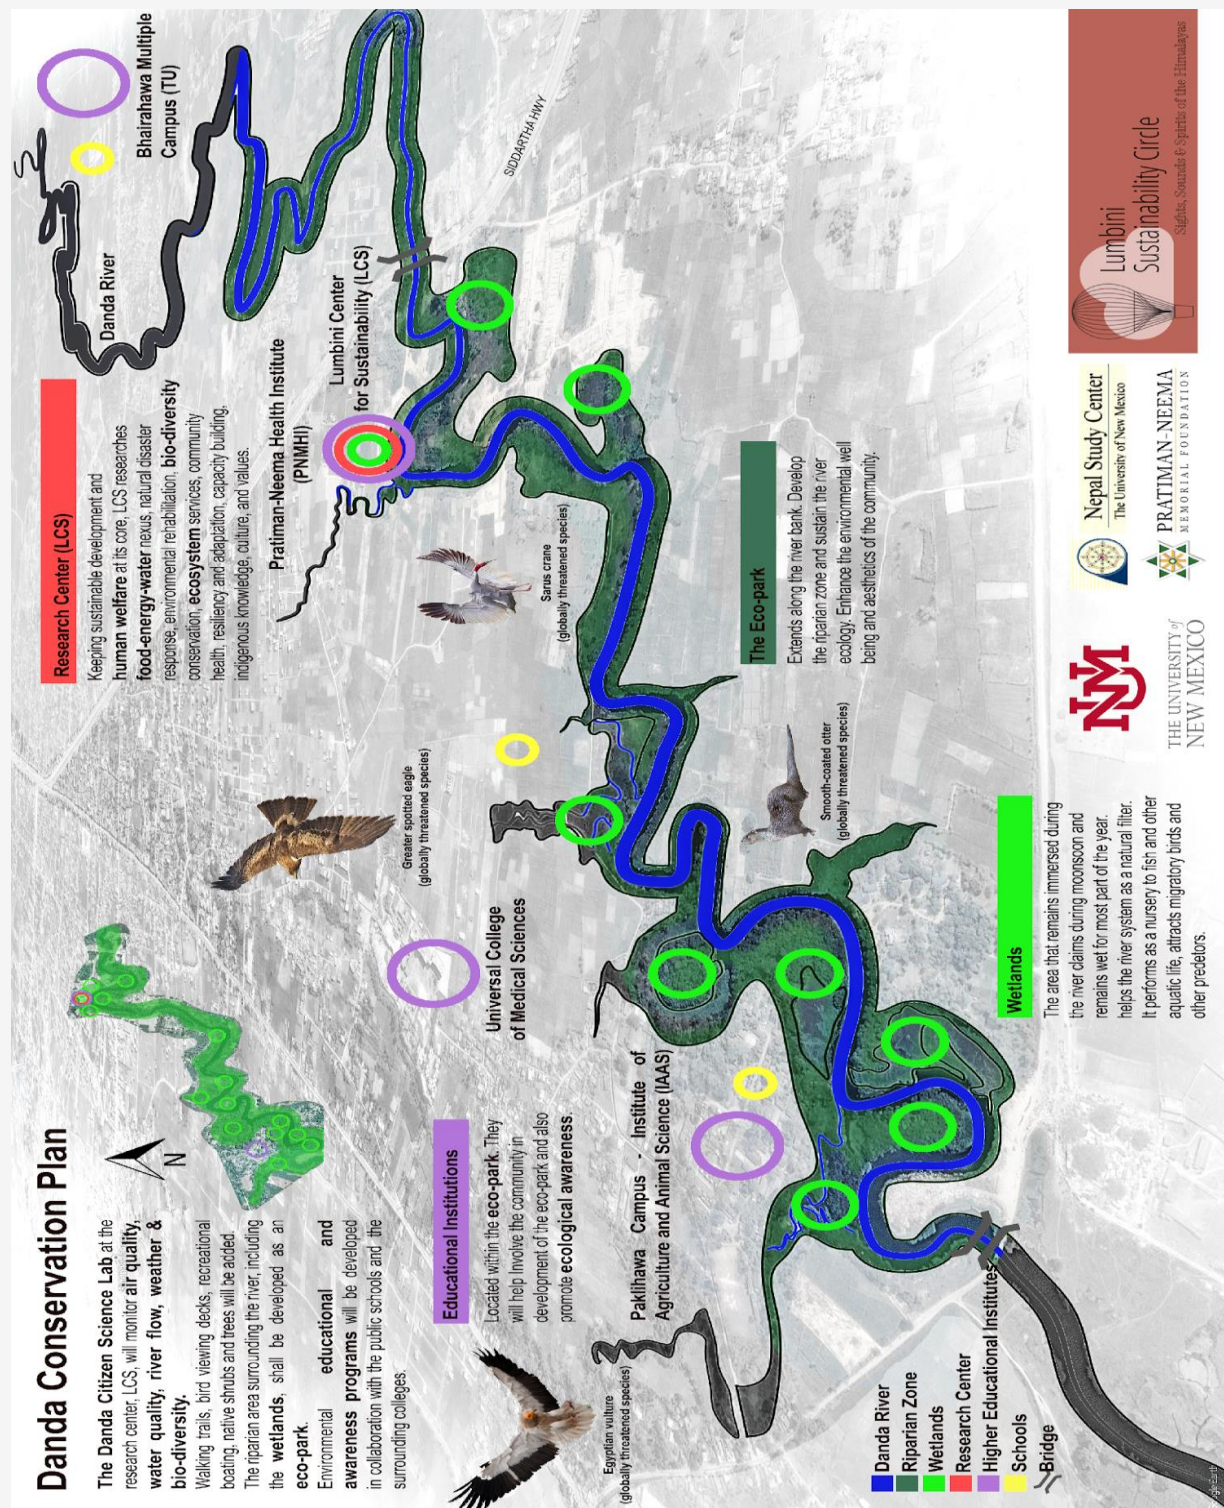 Danda Conservation Plan
The Danda Citizen Science Lab at the
research center, LCS, will monitor air quality,
water quality, river flow, weather &
bio-diversity.
Walking trails, bird viewing decks, recreational
boating, native shrubs and trees will be added.
The riparian area surrounding the river, including
the wetlands, shall be developed as an
eco-park.
Environmental educational and
awareness programs will be developed
in collaboration with the public schools and the
surrounding colleges.
N
Research Center (LCS)
Keeping sustainable development and
human welfare at its core, LCS researches
food-energy-water nexus, natural disaster
response, environmental rehabilitation, bio-diversity
conservation, ecosystem services, community
health, resiliency and adaptation, capacity building,
indigenous knowledge, culture, and values.
Danda River
Bhairahawa Multiple
Campus (TU)
Pratiman-Neema Health Institute
(PNMHI)
Lumbini Center
for Sustainability (LCS)
SIDDARTHA HWY
Greater spotted eagle
(globally threatened species)
Sarus crane
(globally threatened species)
Educational Institutions
Located within the eco-park. They
will help Involve the community in
development of the eco-park and also
promote ecological awareness.
Universal College
of Medical Sciences
Egyptian vulture
(globally threatened species)
Paklihawa Campus - Institute of
Agriculture and Animal Science (IAAS)
The Eco-park
Extends along the river bank. Develop
the riparian zone and sustain the river
ecology. Enhance the environmental well
being and aesthetics of the community.
Smooth-coated otter
(globally threatened species)
Wetlands
The area that remains immersed during
the river claims during moonsoon and
remains wet for most part of the year.
helps the river system as a natural filter.
It performs as a nursery to fish and other
aquatic life, attracts migratory birds and
other predetors.
Danda River
Riparian Zone
Wetlands
Research Center
Higher Educational Institutes
Schools
Bridge
NM
THE UNIVERSITY of
NEW MEXICO
Nepal Study Center
The University of New Mexico
PRATIMAN-NEEMA
MEMORIAL FOUNDATION
Lumbini
Sustainability Circle
Sights, Sounds & Spirits of the Himalayas